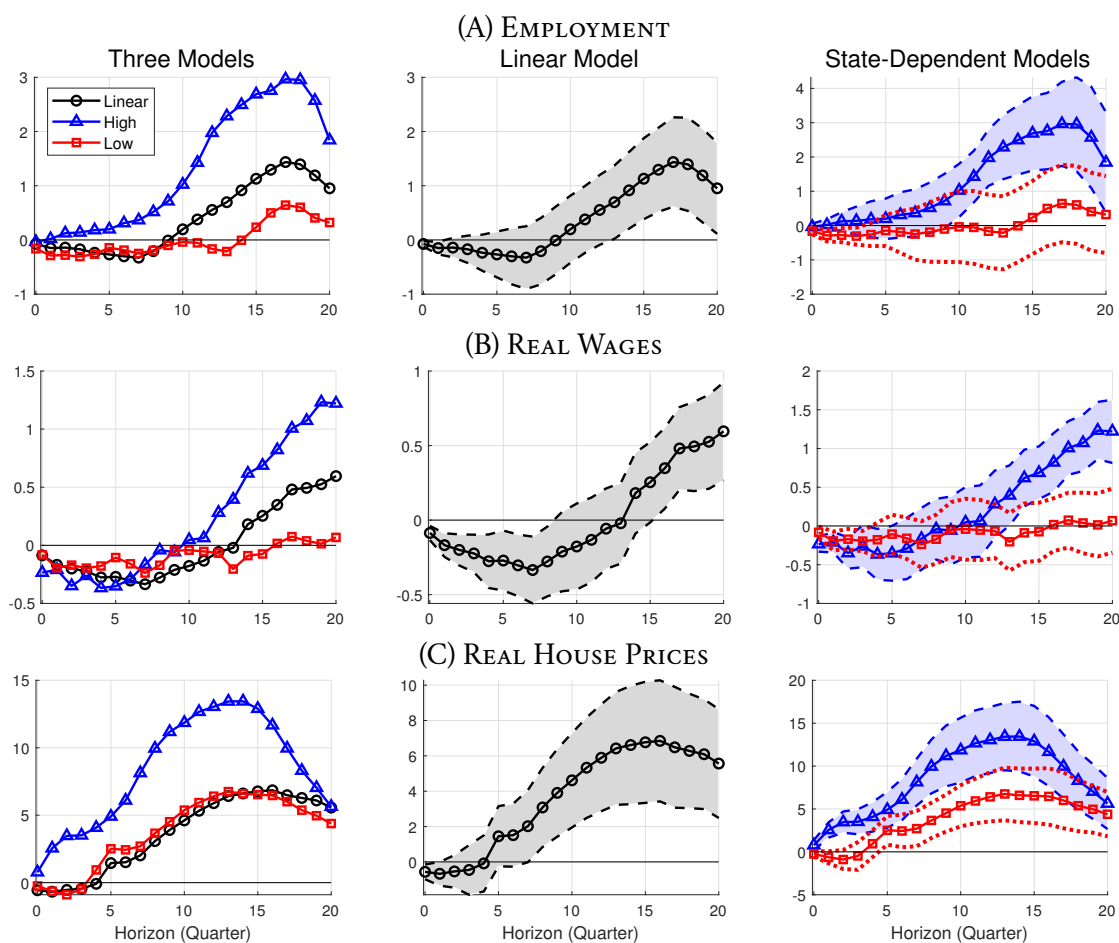 (A) EMPLOYMENT
Three Models
Linear Model
State-Dependent Models
Linear
High
Low
3
2
1
0
-1
0 5 10 15 20
2
1
0
-1
0 5 10 15 20
4
3
2
1
0
-1
-2
0 5 10 15 20
(B) REAL WAGES
1.5
1
0.5
0
-0.5
0 5 10 15 20
1
0.5
0
-0.5
0 5 10 15 20
2
1.5
1
0.5
0
-0.5
-1
0 5 10 15 20
(C) REAL HOUSE PRICES
15
10
5
0
0 5 10 15 20
Horizon (Quarter)
10
8
6
4
2
0
0 5 10 15 20
Horizon (Quarter)
20
15
10
5
0
-5
0 5 10 15 20
Horizon (Quarter)